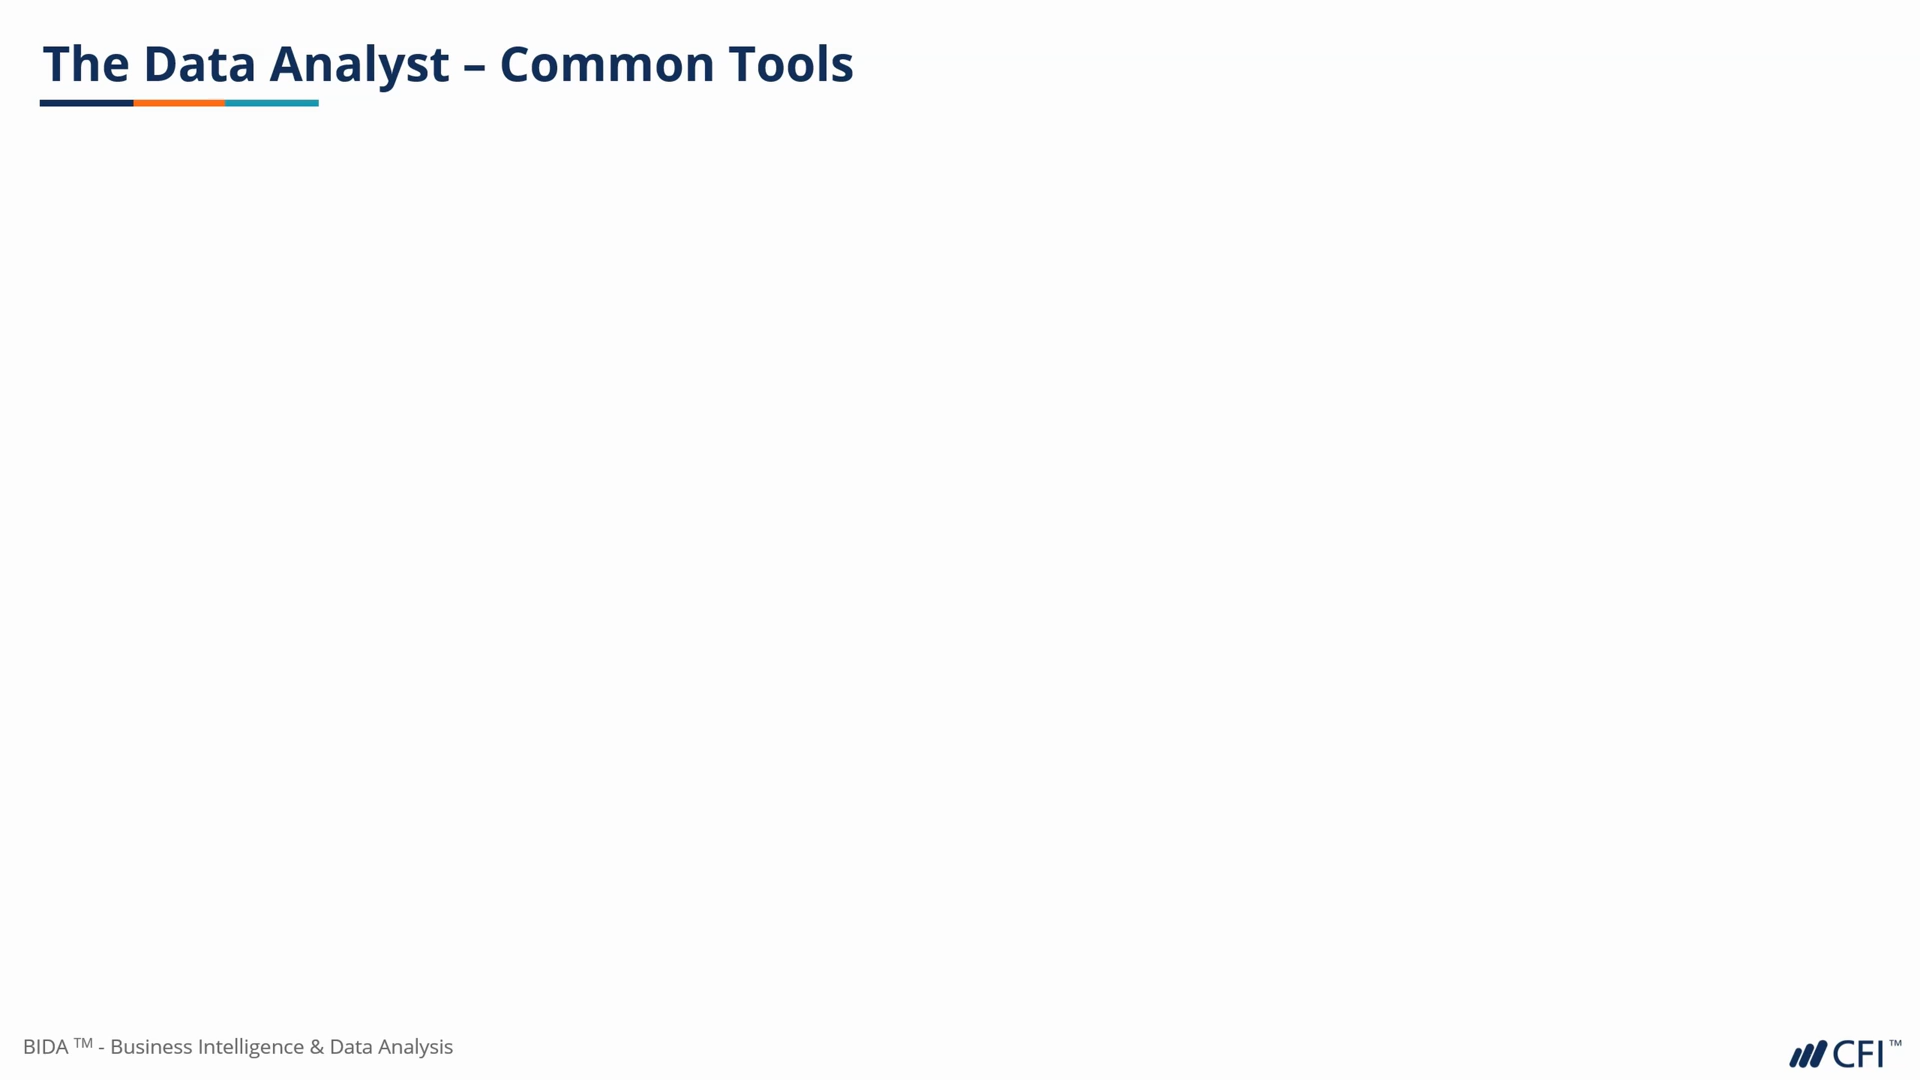 The Data Analyst – Common Tools
BIDA ™ - Business Intelligence & Data Analysis
CFI™